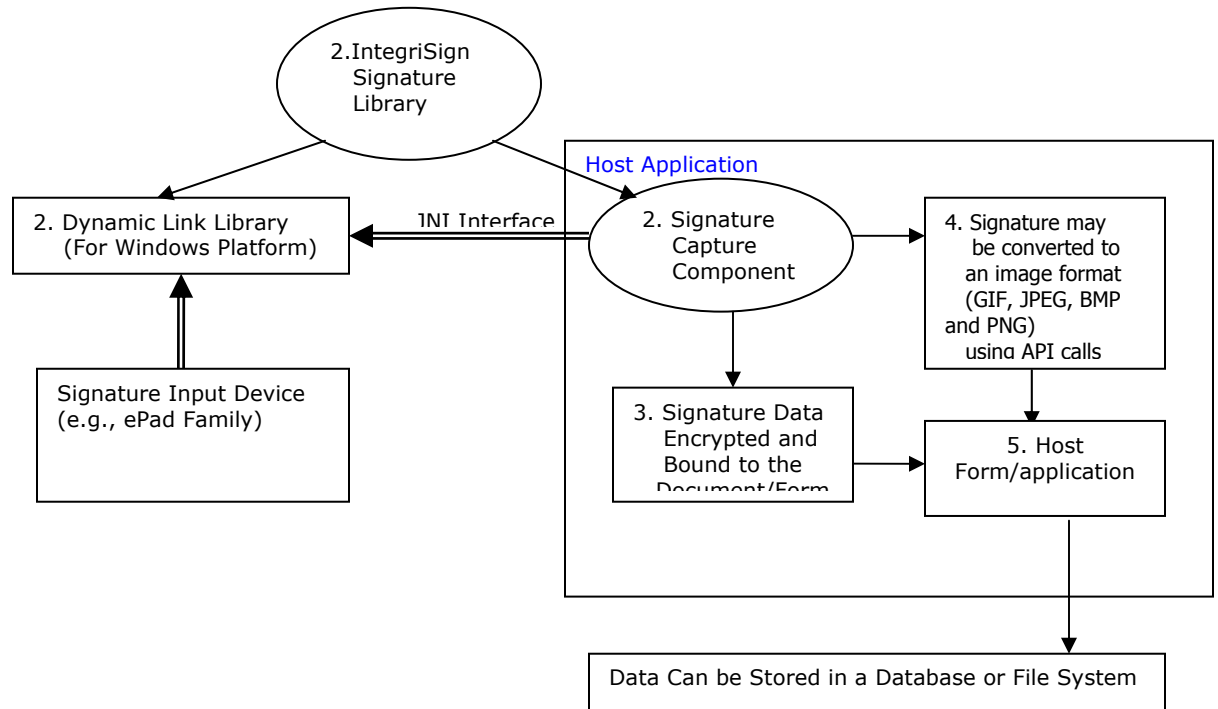 2.IntegriSign
Signature
Library
Host Application
2. Dynamic Link Library
(For Windows Platform)
JNI Interface
2. Signature
Capture
Component
4. Signature may
be converted to
an image format
(GIF, JPEG, BMP
and PNG)
using API calls
Signature Input Device
(e.g., ePad Family)
3. Signature Data
Encrypted and
Bound to the
Document/Form
5. Host
Form/application
Data Can be Stored in a Database or File System